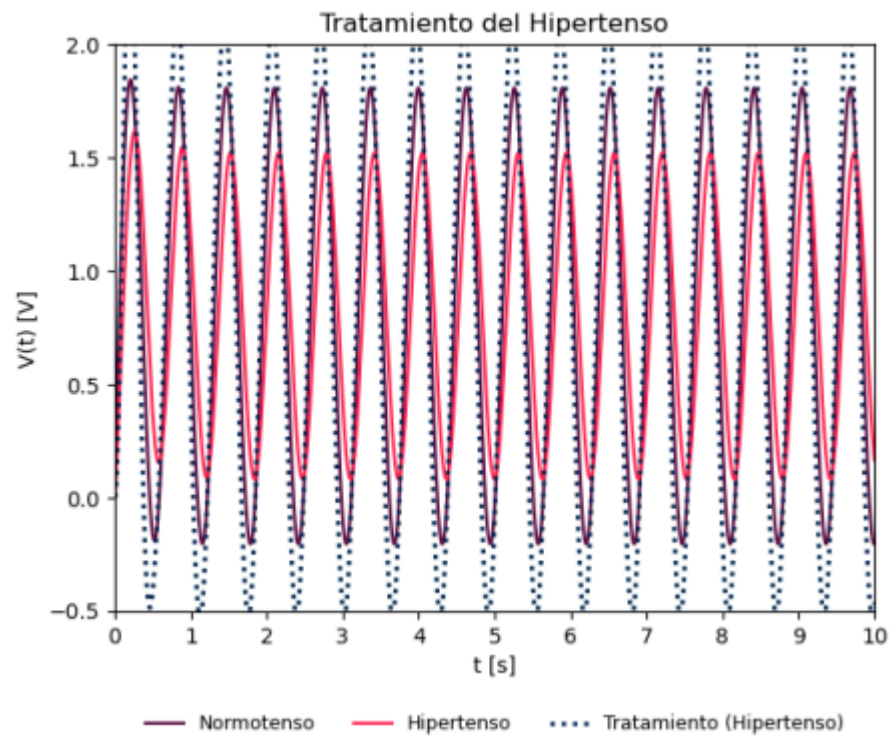 Tratamiento del Hipertenso
2.0
1.5
1.0
0.5
0.0
−0.5
V(t) [V]
0 1 2 3 4 5 6 7 8 9 10
t [s]
Normotenso Hipertenso Tratamiento (Hipertenso)